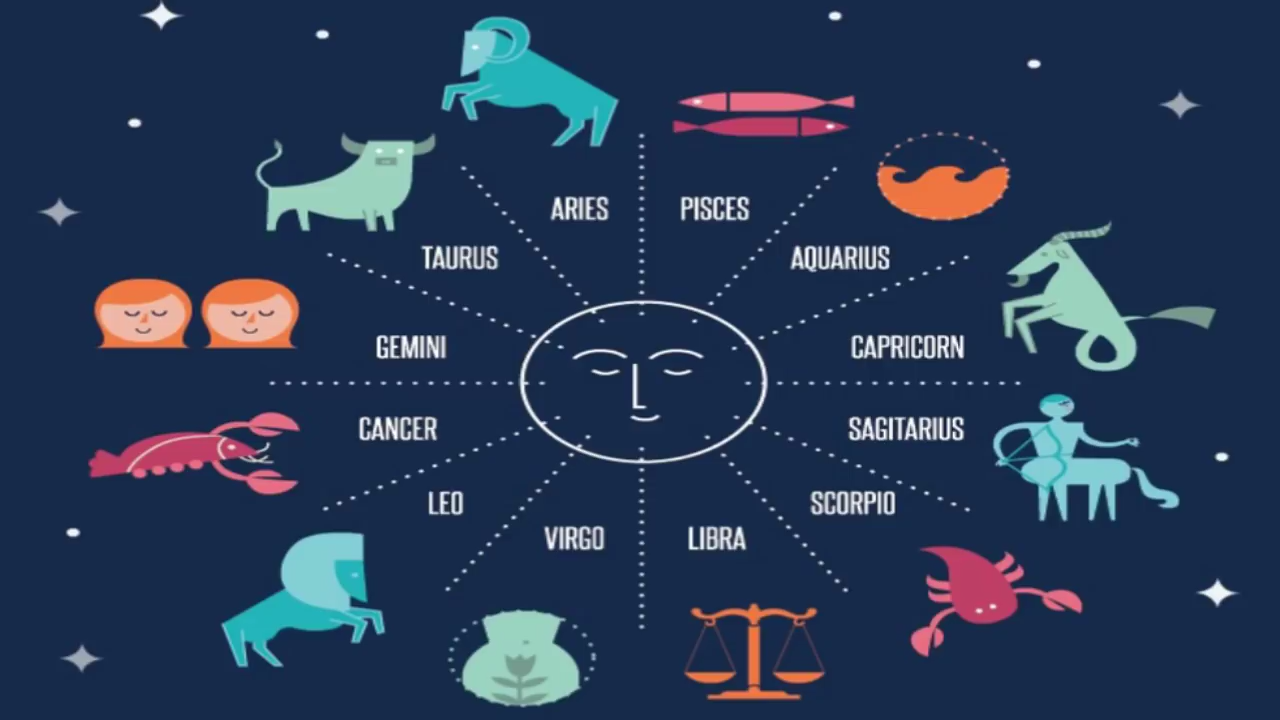 ARIES
PISCES
TAURUS
AQUARIUS
GEMINI
CAPRICORN
CANCER
SAGITARIUS
LEO
SCORPIO
VIRGO
LIBRA